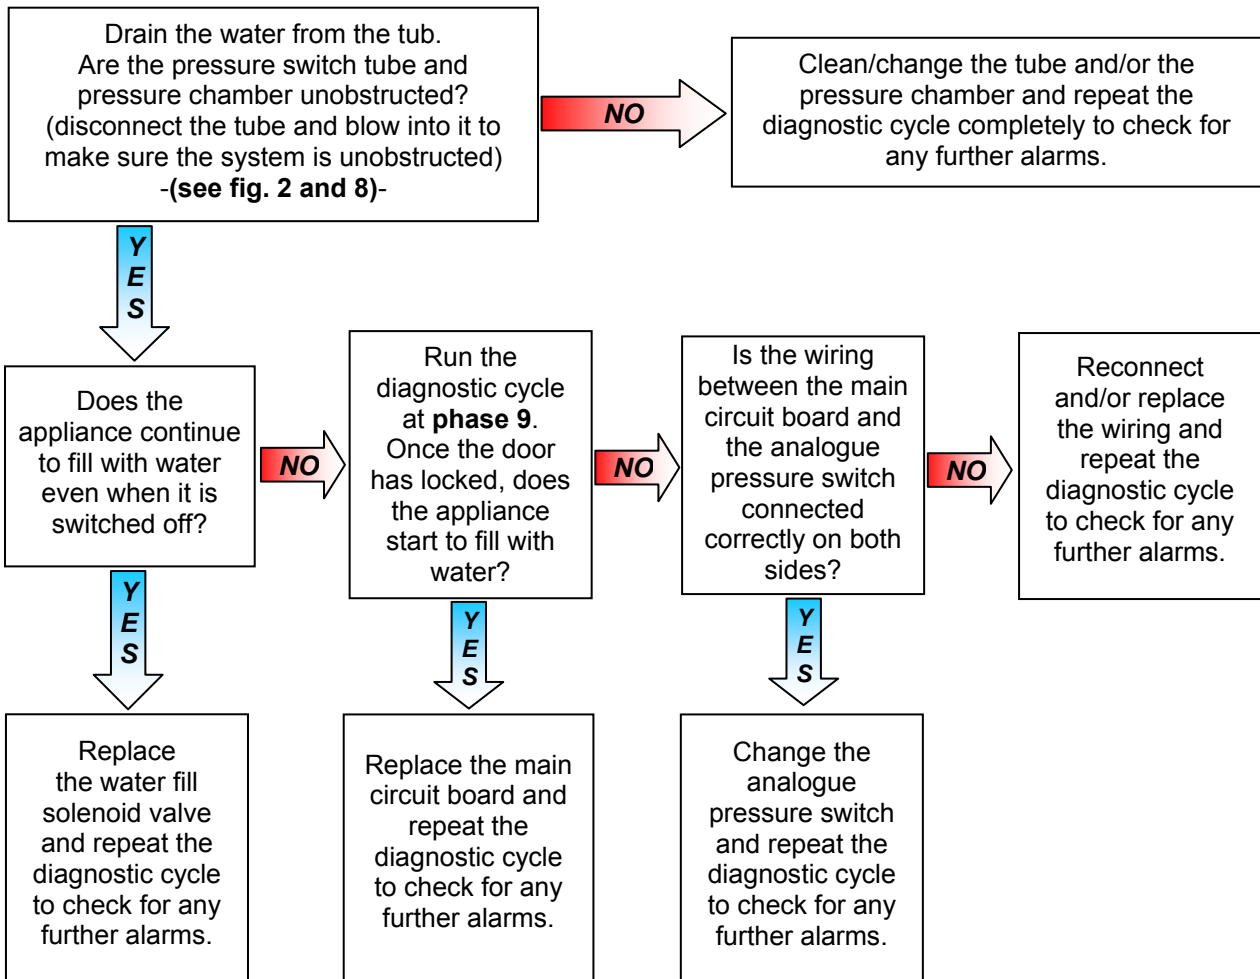 Drain the water from the tub.
Are the pressure switch tube and
pressure chamber unobstructed?
(disconnect the tube and blow into it to
make sure the system is unobstructed)
-(see fig. 2 and 8)-
NO
Clean/change the tube and/or the
pressure chamber and repeat the
diagnostic cycle completely to check for
any further alarms.
Y
E
S
Does the
appliance continue
to fill with water
even when it is
switched off?
NO
Run the
diagnostic cycle
at phase 9.
Once the door
has locked, does
the appliance
start to fill with
water?
NO
Is the wiring
between the main
circuit board and
the analogue
pressure switch
connected
correctly on both
sides?
NO
Reconnect
and/or replace
the wiring and
repeat the
diagnostic cycle
to check for any
further alarms.
Y
E
S
Y
E
S
Y
E
S
Replace
the water fill
solenoid valve
and repeat the
diagnostic cycle
to check for any
further alarms.
Replace the main
circuit board and
repeat the
diagnostic cycle
to check for any
further alarms.
Change the
analogue
pressure switch
and repeat the
diagnostic cycle
to check for any
further alarms.